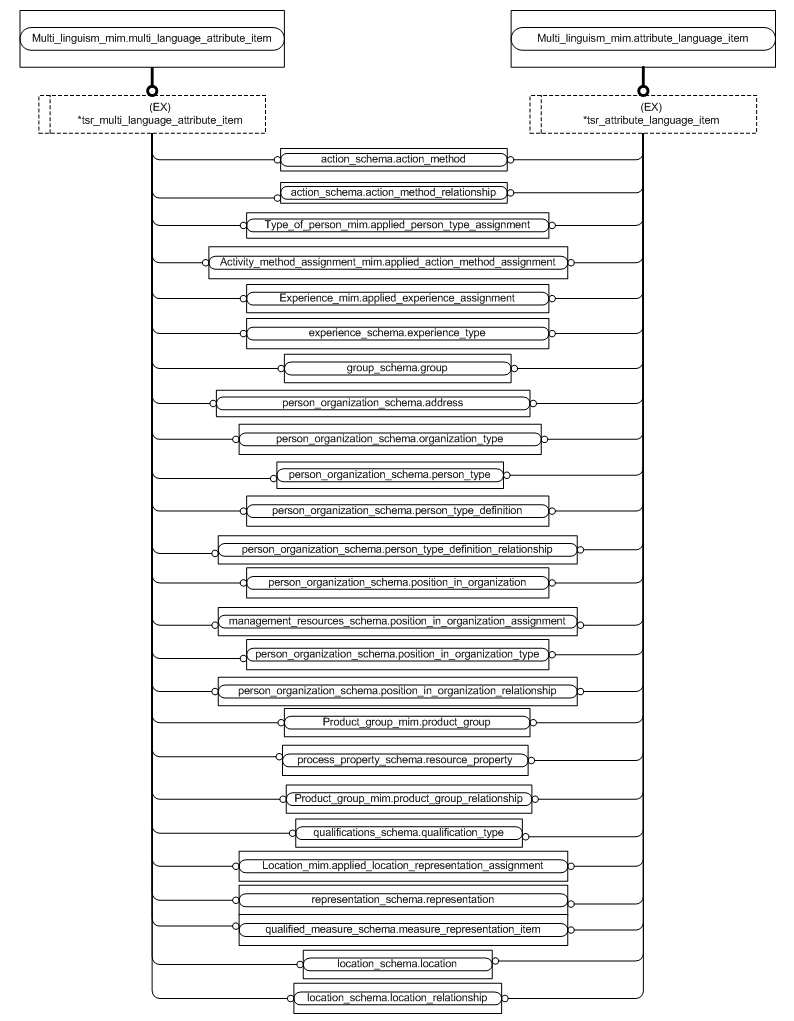 Multi_linguism_mim.multi_language_attribute_item
Multi_linguism_mim.attribute_language_item
(EX)
*tsr_multi_language_attribute_item
(EX)
*tsr_attribute_language_item
action_schema.action_method
action_schema.action_method_relationship
Type_of_person_mim.applied_person_type_assignment
Activity_method_assignment_mim.applied_action_method_assignment
Experience_mim.applied_experience_assignment
experience_schema.experience_type
group_schema.group
person_organization_schema.address
person_organization_schema.organization_type
person_organization_schema.person_type
person_organization_schema.person_type_definition
person_organization_schema.person_type_definition_relationship
person_organization_schema.position_in_organization
management_resources_schema.position_in_organization_assignment
person_organization_schema.position_in_organization_type
person_organization_schema.position_in_organization_relationship
Product_group_mim.product_group
process_property_schema.resource_property
Product_group_mim.product_group_relationship
qualifications_schema.qualification_type
Location_mim.applied_location_representation_assignment
representation_schema.representation
qualified_measure_schema.measure_representation_item
location_schema.location
location_schema.location_relationship